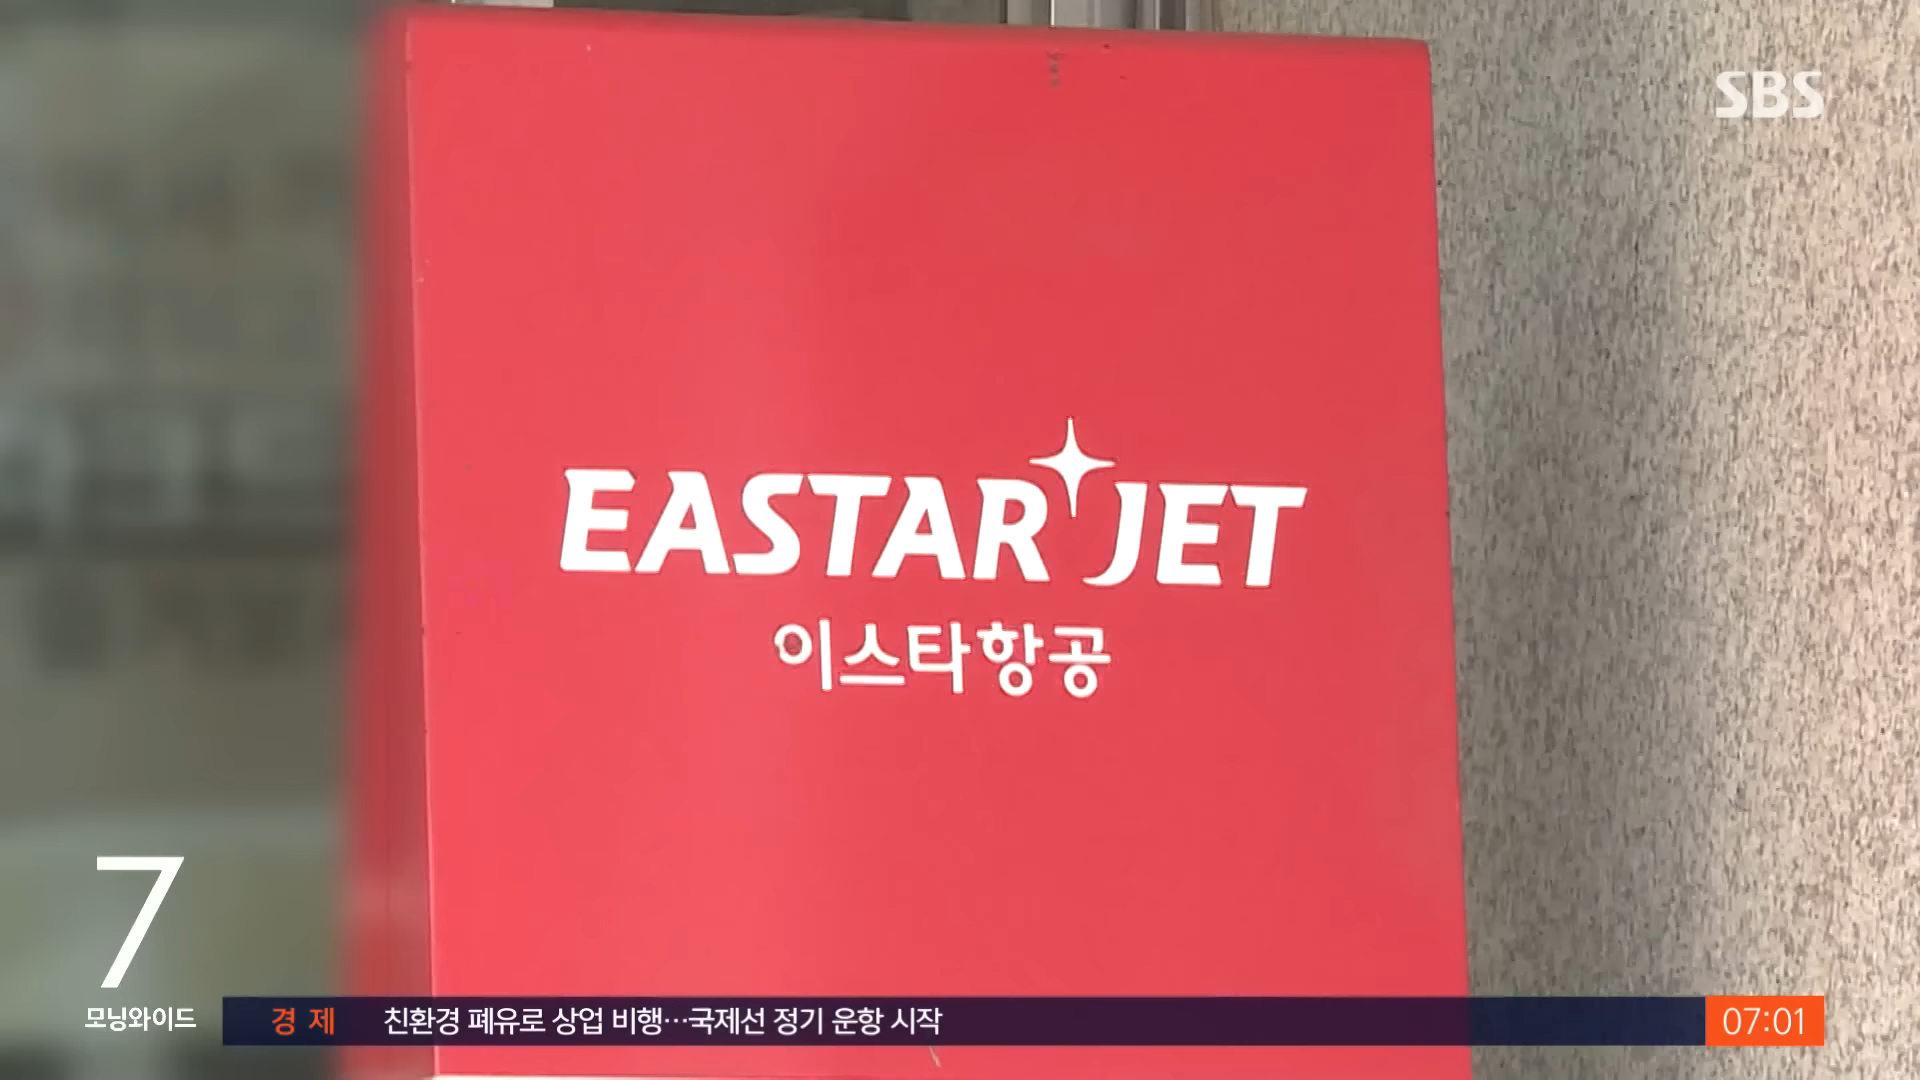 SBS
EASTAR JET
이스타항공
7
모닝와이드
경제 친환경 폐유로 상업 비행…국제선 정기 운항 시작 07:01